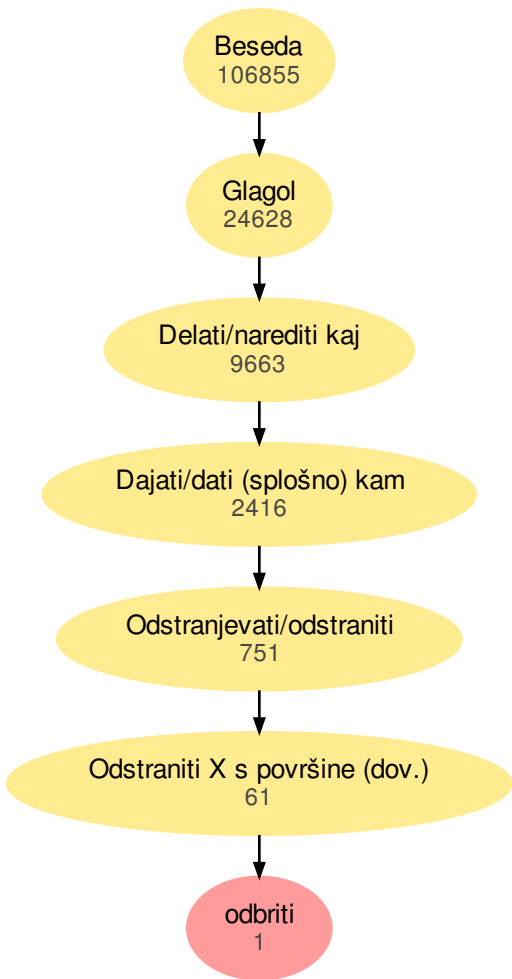 Beseda
106855
Glagol
24628
Delati/narediti kaj
9663
Dajati/dati (splošno) kam
2416
Odstranjevati/odstraniti
751
Odstraniti X s površine (dov.)
61
odbriti
1